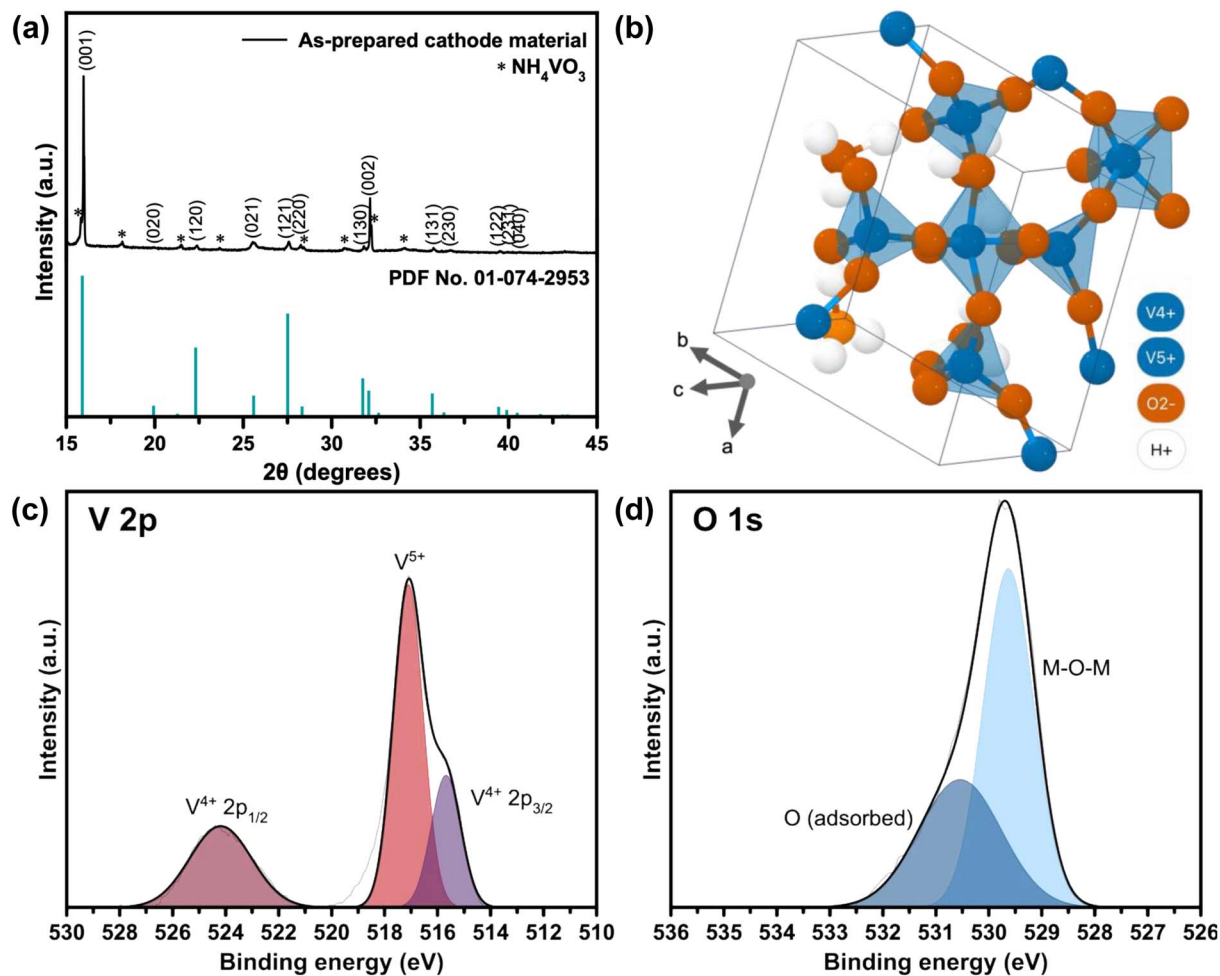 (a)
As-prepared cathode material
* NH₄VO₃
(001)
*
*
(020)
*
(120)
*
(021)
(121)
(220)
*
*
(130)
(002)
*
*
(131)
(230)
(122)
(231)
(040)
PDF No. 01-074-2953
Intensity (a.u.)
15 20 25 30 35 40 45
2θ (degrees)
(b)
b
c
a
V4+
V5+
O2-
H+
(c)
V 2p
V⁵⁺
V⁴⁺ 2p₁/₂
V⁴⁺ 2p₃/₂
Intensity (a.u.)
530 528 526 524 522 520 518 516 514 512 510
Binding energy (eV)
(d)
O 1s
M-O-M
O (adsorbed)
Intensity (a.u.)
536 535 534 533 532 531 530 529 528 527 526
Binding energy (eV)